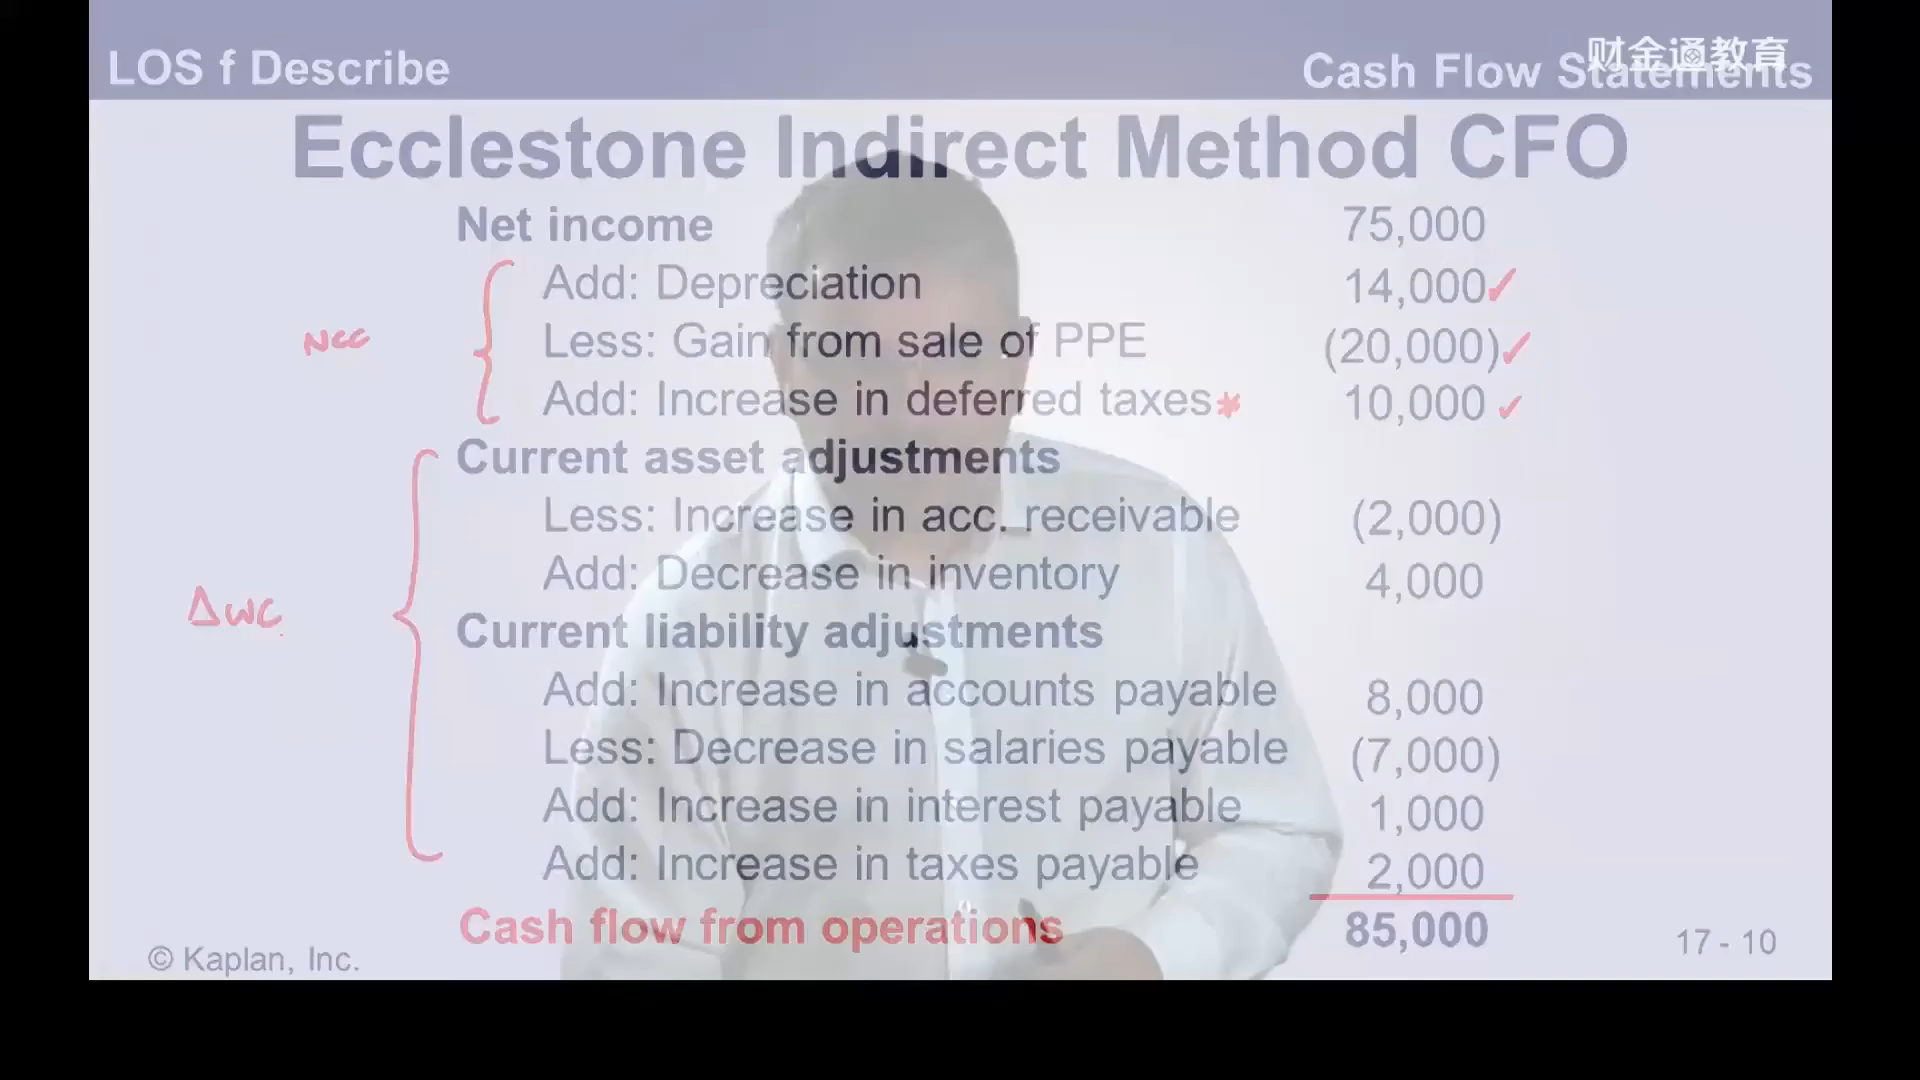 LOS f Describe
Cash Flow Statements
财金通教育
Ecclestone Indirect Method CFO
Net income 75,000
Add: Depreciation 14,000✓
NCC
Less: Gain from sale of PPE (20,000)✓
Add: Increase in deferred taxes* 10,000 ✓
Current asset adjustments
Less: Increase in acc. receivable (2,000)
Add: Decrease in inventory 4,000
ΔWC
Current liability adjustments
Add: Increase in accounts payable 8,000
Less: Decrease in salaries payable (7,000)
Add: Increase in interest payable 1,000
Add: Increase in taxes payable 2,000
Cash flow from operations 85,000
© Kaplan, Inc.
17 - 10